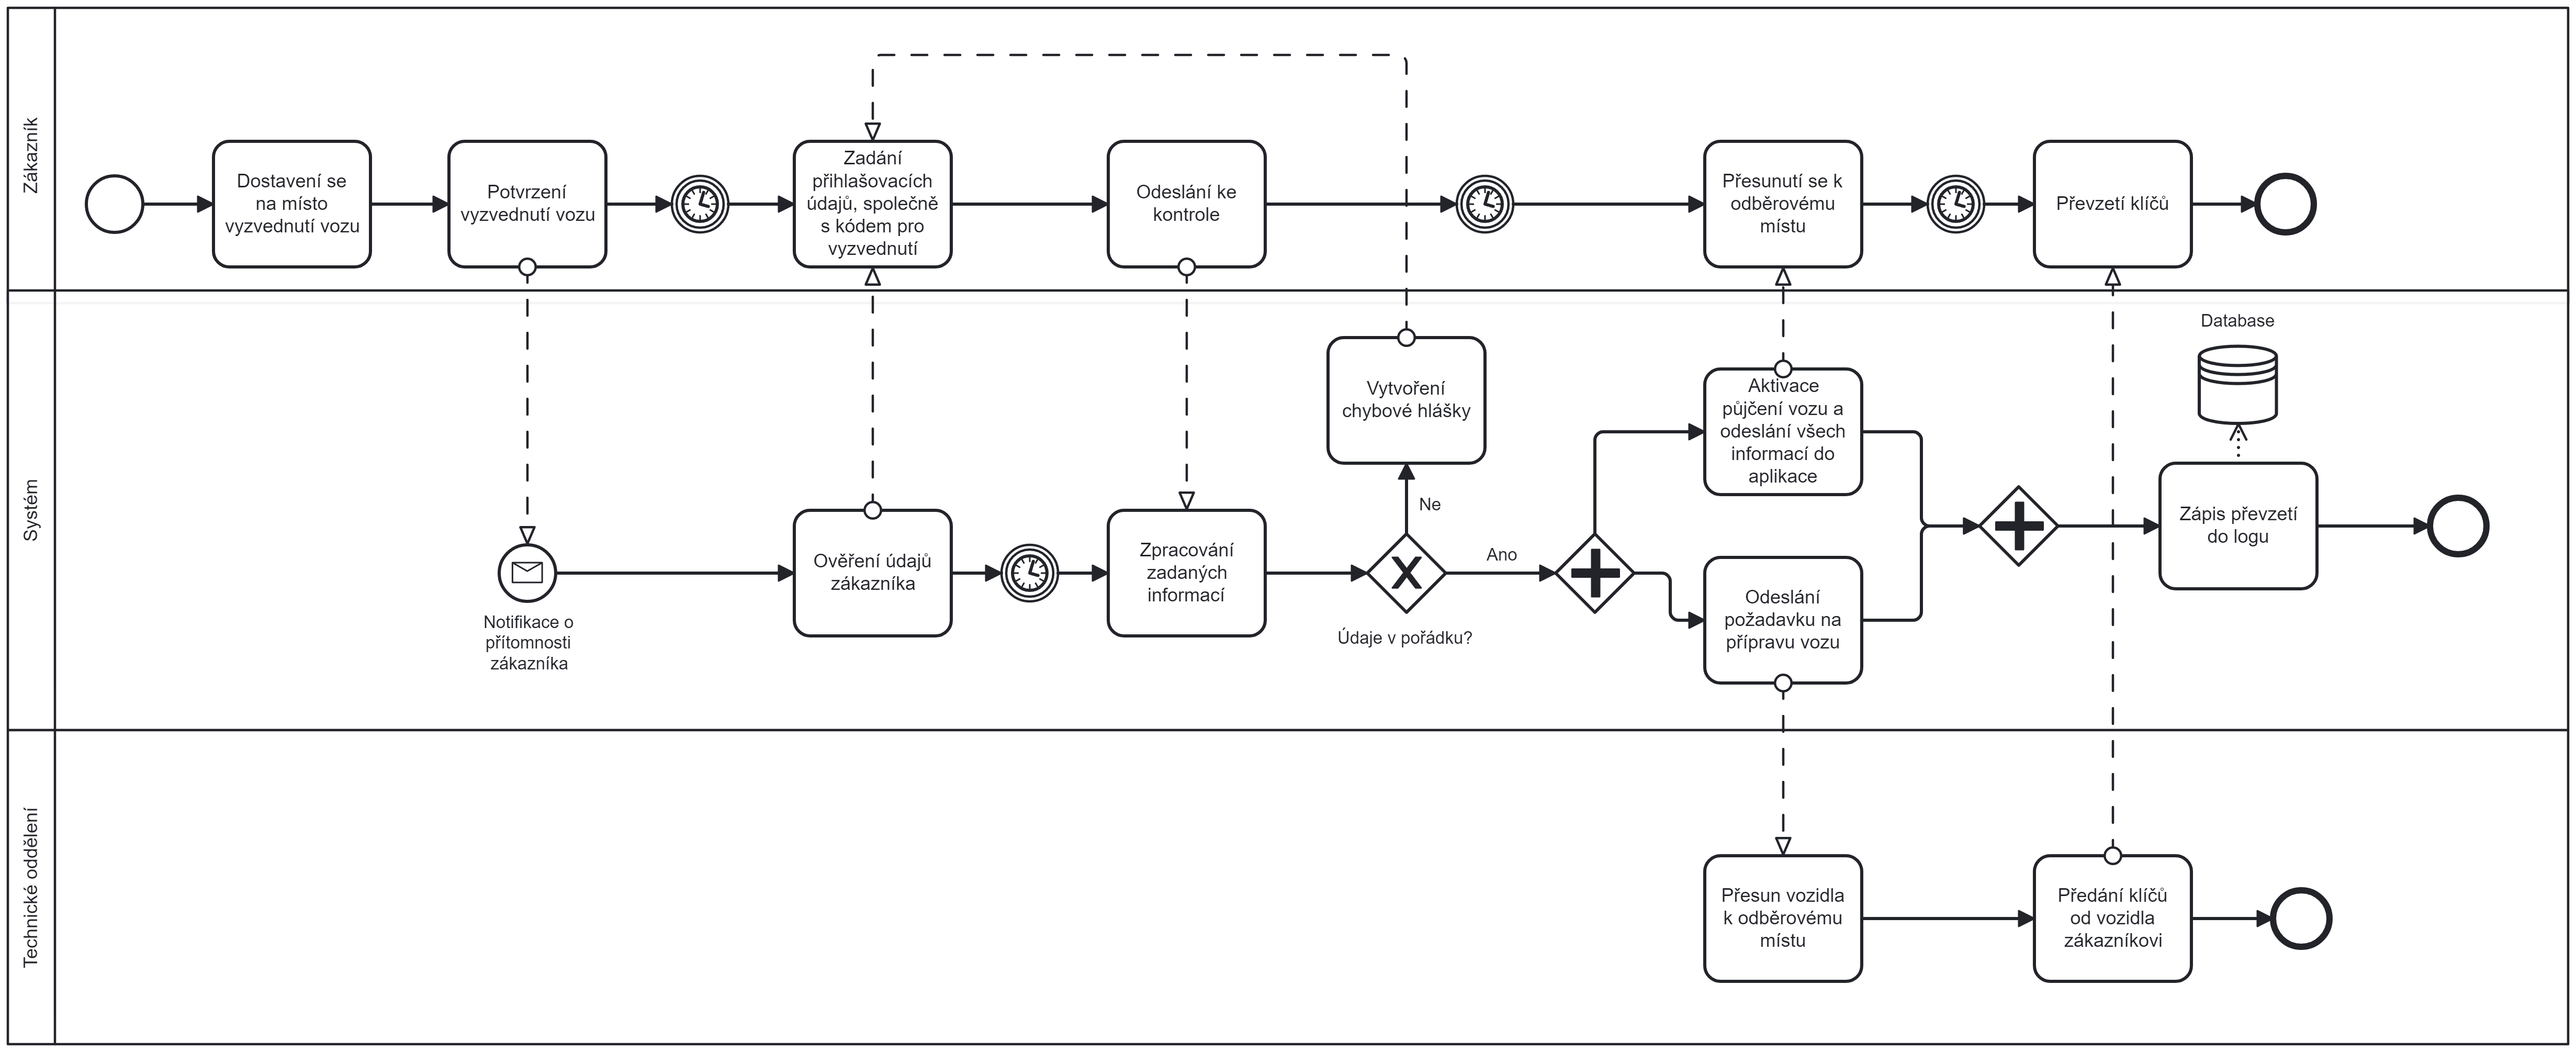 Zákazník
Dostavení se
na místo
vyzvednutí vozu
Potvrzení
vyzvednutí vozu
Zadání
přihlašovacích
údajů, společně
s kódem pro
vyzvednutí
Odeslání ke
kontrole
Přesunutí se k
odběrovému
místu
Převzetí klíčů
Systém
Notifikace o
přítomnosti
zákazníka
Ověření údajů
zákazníka
Zpracování
zadaných
informací
Vytvoření
chybové hlášky
Ne
Údaje v pořádku?
Ano
Aktivace
půjčení vozu a
odeslání všech
informací do
aplikace
Odeslání
požadavku na
přípravu vozu
Database
Zápis převzetí
do logu
Technické oddělení
Přesun vozidla
k odběrovému
místu
Předání klíčů
od vozidla
zákazníkovi